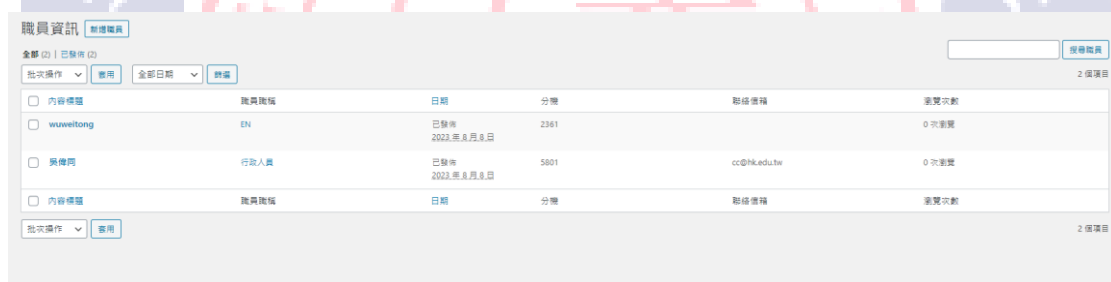 職員資訊 新增職員
全部 (2) | 已發佈 (2)
搜尋職員
批次操作 套用 全部日期 篩選 2 個項目
內容標題 職員職稱 日期 分機 聯絡信箱 瀏覽次數
wuweitong EN 已發佈 2361 0 次瀏覽
2023 年 8 月 8 日
吳偉同 行政人員 已發佈 5801 cc@hk.edu.tw 0 次瀏覽
2023 年 8 月 8 日
內容標題 職員職稱 日期 分機 聯絡信箱 瀏覽次數
批次操作 套用 2 個項目